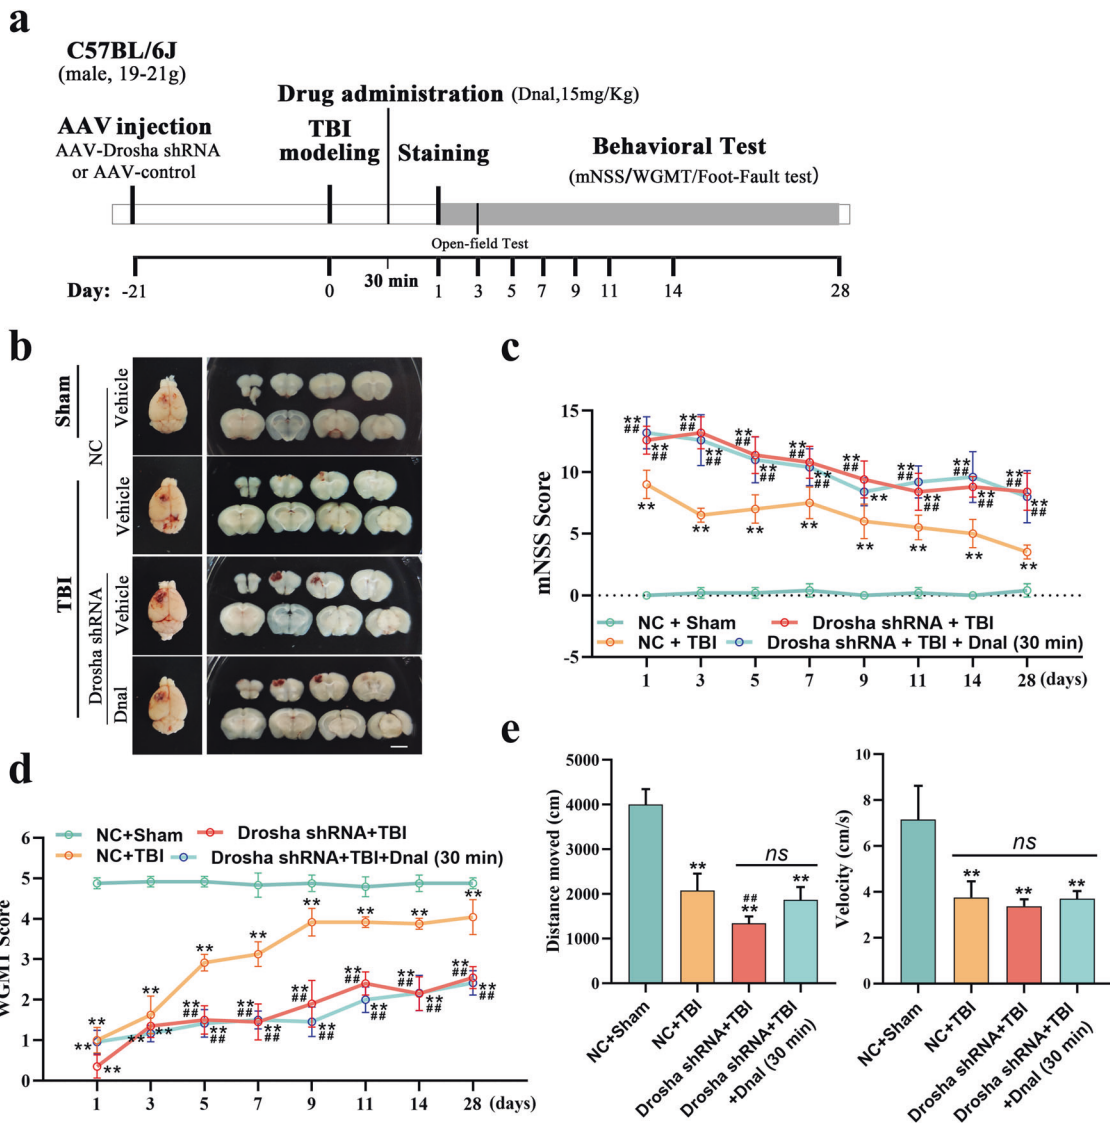 a
C57BL/6J
(male, 19-21g)
Drug administration (Dnal,15mg/Kg)
AAV injection
AAV-Drosha shRNA
or AAV-control
TBI
modeling
Staining
Behavioral Test
(mNSS/WGMT/Foot-Fault test)
Open-field Test
30 min
Day: -21 0 1 3 5 7 9 11 14 28
b
Sham
TBI
NC
Drosha shRNA
Vehicle
Vehicle
Vehicle
Dnal
c
mNSS Score
15
10
5
0
-5
** ** ** ** ** ** ** **
## ## ## ## ## ## ## ##
** ** ** ** ** ** ** **
## ## ## ## ## ## ##
** ** ** ** ** ** ** **
NC + Sham
Drosha shRNA + TBI
NC + TBI
Drosha shRNA + TBI + Dnal (30 min)
1 3 5 7 9 11 14 28 (days)
d
WGMT Score
NC+Sham
Drosha shRNA+TBI
NC+TBI
Drosha shRNA+TBI+Dnal (30 min)
6
5
4
3
2
1
0
** ** ** ** ** ** ** **
** ** ** ** ** ** ** **
## ## ## ## ## ##
** ** ** ** ** ** ** **
## ## ## ## ## ##
1 3 5 7 9 11 14 28 (days)
e
Distance moved (cm)
5000
4000
3000
2000
1000
0
ns
**
##
**
**
NC+Sham
NC+TBI
Drosha shRNA+TBI
Drosha shRNA+TBI
+Dnal (30 min)
Velocity (cm/s)
10
8
6
4
2
0
ns
** ** **
NC+Sham
NC+TBI
Drosha shRNA+TBI
Drosha shRNA+TBI
+Dnal (30 min)